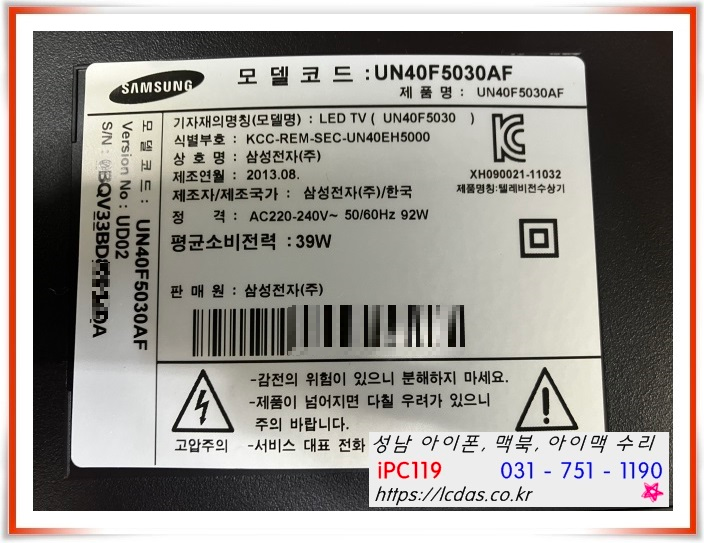 SAMSUNG
모델코드 :UN40F5030AF
제 품 명 : UN40F5030AF
기자재의명칭(모델명) : LED TV ( UN40F5030 )
식별부호 : KCC-REM-SEC-UN40EH5000
상 호 명 : 삼성전자(주)
제조연월 : 2013.08.
제조자/제조국가 : 삼성전자(주)/한국
정 격 : AC220-240V~ 50/60Hz 92W
평균소비전력 : 39W
판 매 원 : 삼성전자(주)
XH090021-11032
제품명칭:텔레비전수상기
모델코드 : UN40F5030AF
Version No: UD02
S/N :
-감전의 위험이 있으니 분해하지 마세요.
-제품이 넘어지면 다칠 우려가 있으니
주의 바랍니다.
고압주의 -서비스 대표 전화
성남 아이폰, 맥북, 아이맥 수리
iPC119 031 - 751 - 1190
https://lcdas.co.kr